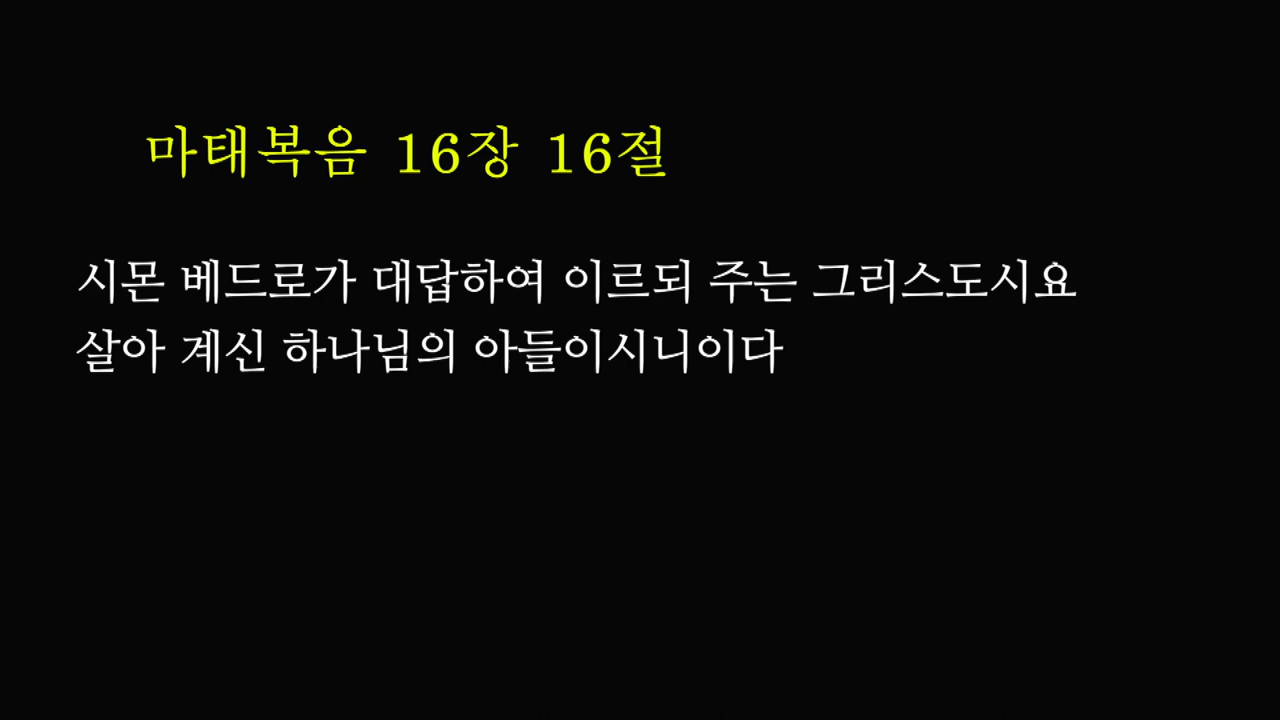 마태복음 16장 16절
시몬 베드로가 대답하여 이르되 주는 그리스도시요
살아 계신 하나님의 아들이시니이다